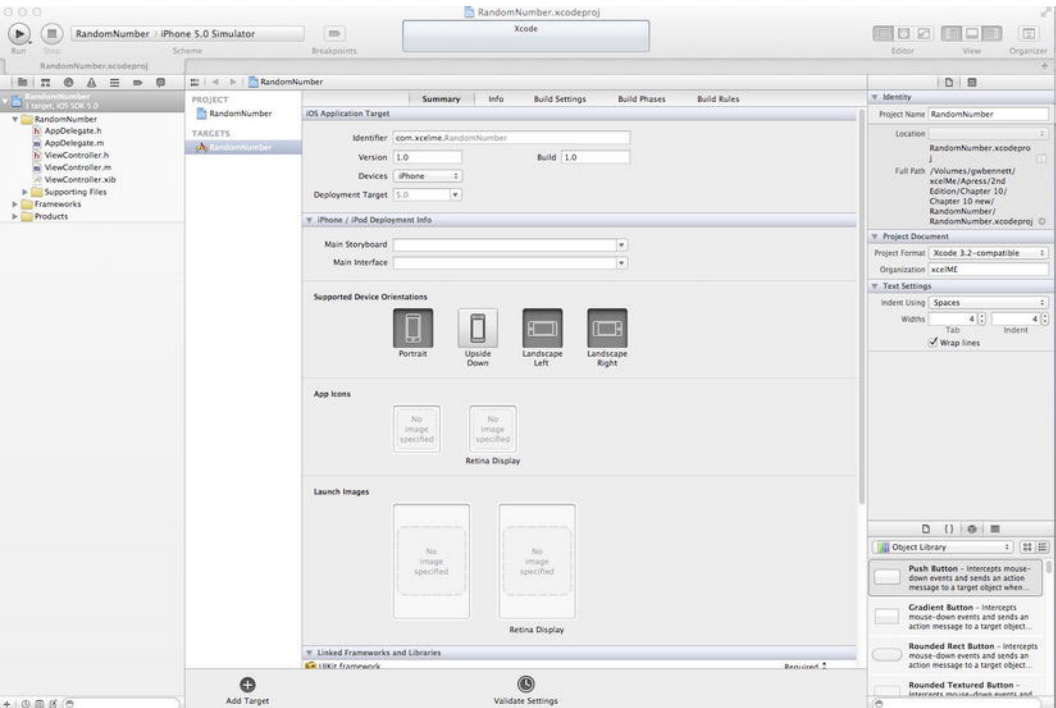 RandomNumber.xcodeproj
RandomNumber iPhone 5.0 Simulator
Xcode
Run Stop Scheme Breakpoints Editor View Organizer
RandomNumber.xcodeproj
RandomNumber
RandomNumber
1 target, iOS SDK 5.0
RandomNumber
AppDelegate.h
AppDelegate.m
ViewController.h
ViewController.m
ViewController.xib
Supporting Files
Frameworks
Products
PROJECT
RandomNumber
TARGETS
RandomNumber
Summary Info Build Settings Build Phases Build Rules
iOS Application Target
Identifier com.xcelme.RandomNumber
Version 1.0 Build 1.0
Devices iPhone
Deployment Target 5.0
iPhone / iPod Deployment Info
Main Storyboard
Main Interface
Supported Device Orientations
Portrait
Upside Down
Landscape Left
Landscape Right
App Icons
No image specified
No image specified
Retina Display
Launch Images
No image specified
No image specified
Retina Display
Linked Frameworks and Libraries
UIKit.framework Required
Add Target Validate Settings
Identity
Project Name RandomNumber
Location
RandomNumber.xcodepro
j
Full Path /Volumes/gwbennett/
xcelMe/Apress/2nd
Edition/Chapter 10/
Chapter 10 new/
RandomNumber/
RandomNumber.xcodeproj
Project Document
Project Format Xcode 3.2-compatible
Organization xcelME
Text Settings
Indent Using Spaces
Widths 4 4
Tab Indent
Wrap lines
{}
Object Library
Push Button - Intercepts mouse-
down events and sends an action
message to a target object when...
Gradient Button - Intercepts
mouse-down events and sends an
action message to a target object...
Rounded Rect Button - Intercepts
mouse-down events and sends an
action message to a target object...
Rounded Textured Button -
Intercepts mouse-down events and